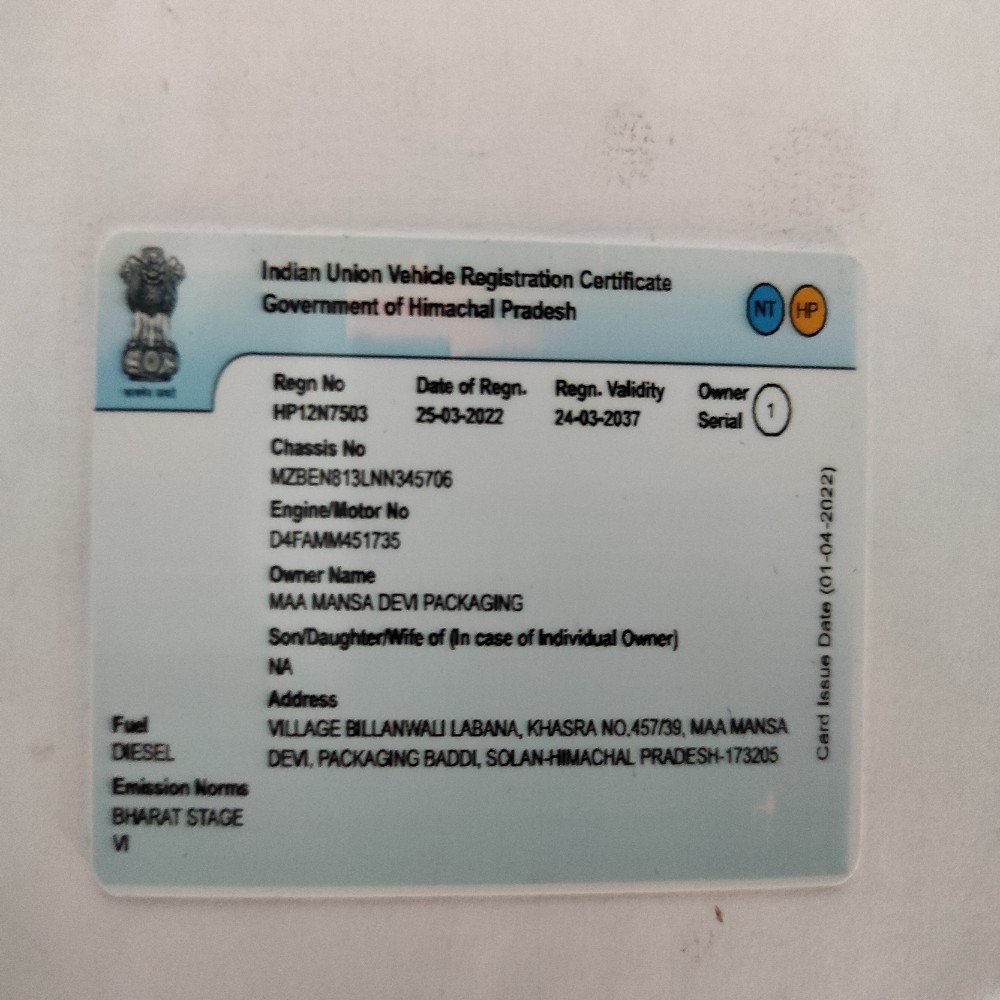 Indian Union Vehicle Registration Certificate
Government of Himachal Pradesh
NT HP
Regn No Date of Regn. Regn. Validity Owner Serial 1
HP12N7503 25-03-2022 24-03-2037
Chassis No
MZBEN813LNN345706
Engine/Motor No
D4FAMM451735
Owner Name
MAA MANSA DEVI PACKAGING
Son/Daughter/Wife of (In case of Individual Owner)
NA
Address
VILLAGE BILLANWALI LABANA, KHASRA NO.457/39, MAA MANSA
DEVI, PACKAGING BADDI, SOLAN-HIMACHAL PRADESH-173205
Fuel
DIESEL
Emission Norms
BHARAT STAGE
VI
Card Issue Date (01-04-2022)